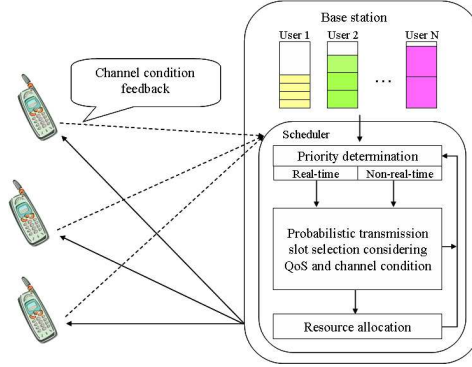 Base station
User 1
User 2
User N
...
Channel condition
feedback
Scheduler
Priority determination
Real-time
Non-real-time
Probabilistic transmission
slot selection considering
QoS and channel condition
Resource allocation